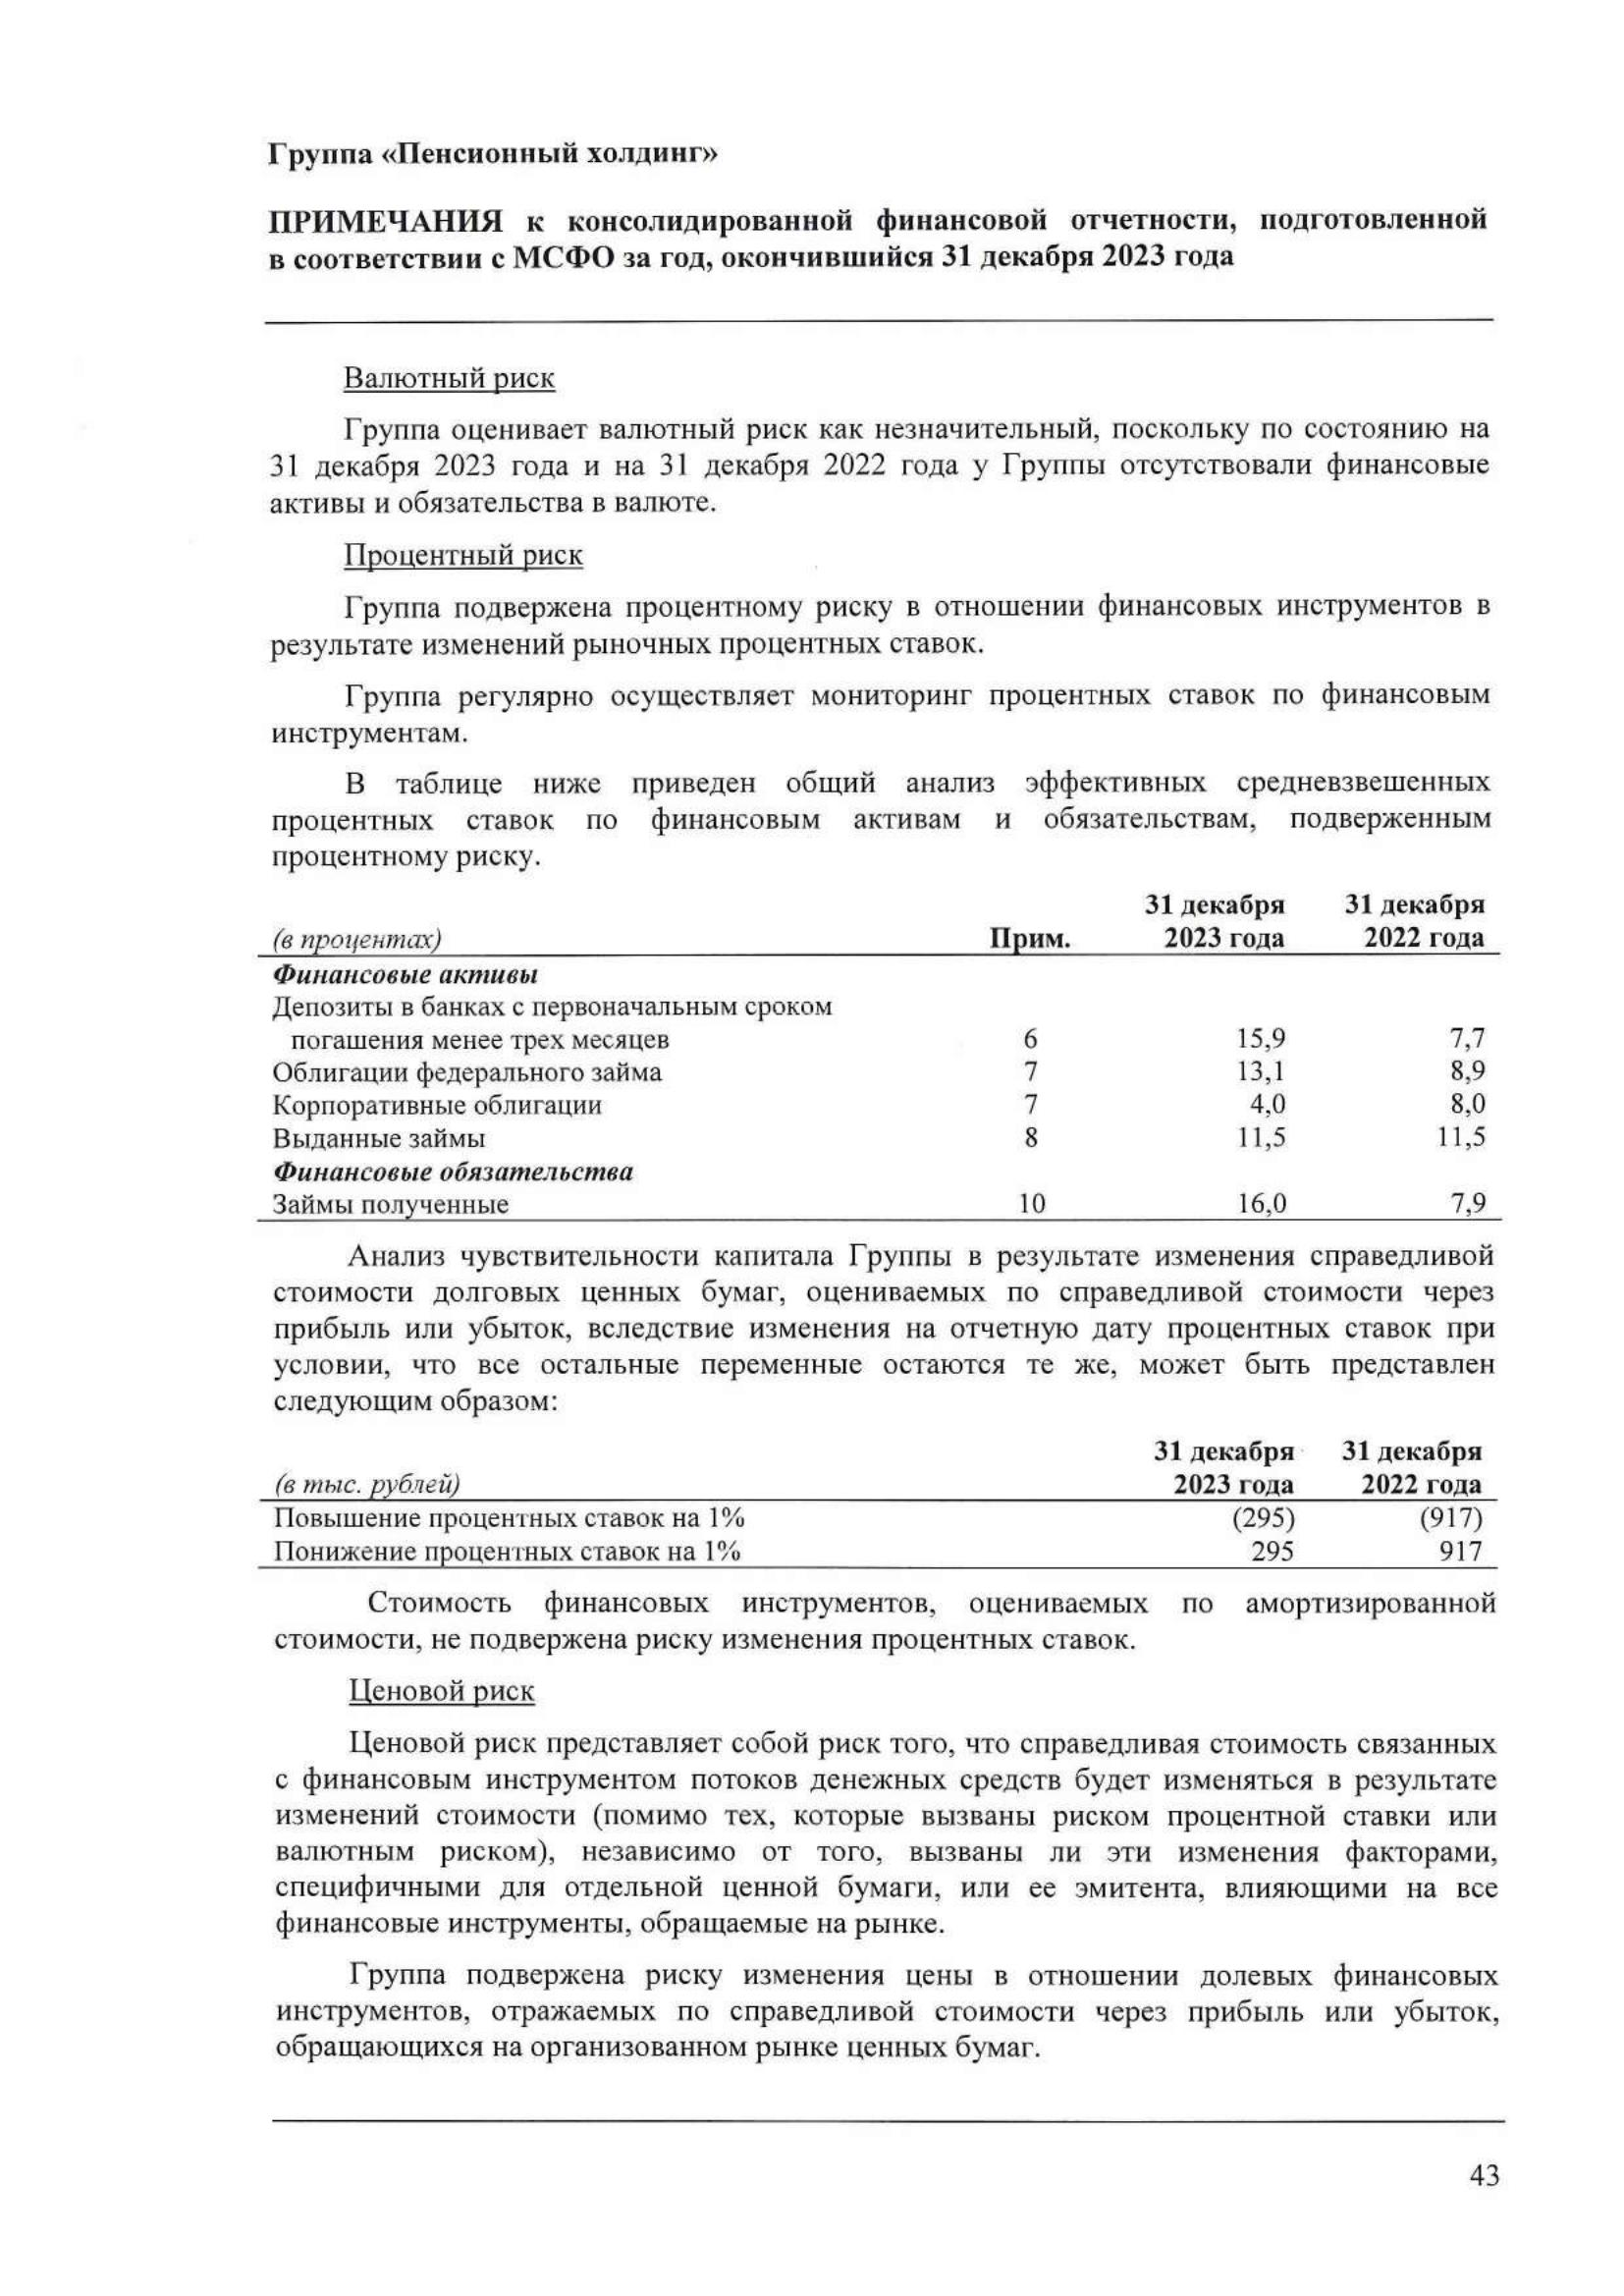 Группа «Пенсионный холдинг»
ПРИМЕЧАНИЯ к консолидированной финансовой отчетности, подготовленной
в соответствии с МСФО за год, окончившийся 31 декабря 2023 года
Валютный риск
Группа оценивает валютный риск как незначительный, поскольку по состоянию на
31 декабря 2023 года и на 31 декабря 2022 года у Группы отсутствовали финансовые
активы и обязательства в валюте.
Процентный риск
Группа подвержена процентному риску в отношении финансовых инструментов в
результате изменений рыночных процентных ставок.
Группа регулярно осуществляет мониторинг процентных ставок по финансовым
инструментам.
В таблице ниже приведен общий анализ эффективных средневзвешенных
процентных ставок по финансовым активам и обязательствам, подверженным
процентному риску.
31 декабря 31 декабря
(в процентах) Прим. 2023 года 2022 года
Финансовые активы
Депозиты в банках с первоначальным сроком
погашения менее трех месяцев 6 15,9 7,7
Облигации федерального займа 7 13,1 8,9
Корпоративные облигации 7 4,0 8,0
Выданные займы 8 11,5 11,5
Финансовые обязательства
Займы полученные 10 16,0 7,9
Анализ чувствительности капитала Группы в результате изменения справедливой
стоимости долговых ценных бумаг, оцениваемых по справедливой стоимости через
прибыль или убыток, вследствие изменения на отчетную дату процентных ставок при
условии, что все остальные переменные остаются те же, может быть представлен
следующим образом:
31 декабря 31 декабря
(в тыс. рублей) 2023 года 2022 года
Повышение процентных ставок на 1% (295) (917)
Понижение процентных ставок на 1% 295 917
Стоимость финансовых инструментов, оцениваемых по амортизированной
стоимости, не подвержена риску изменения процентных ставок.
Ценовой риск
Ценовой риск представляет собой риск того, что справедливая стоимость связанных
с финансовым инструментом потоков денежных средств будет изменяться в результате
изменений стоимости (помимо тех, которые вызваны риском процентной ставки или
валютным риском), независимо от того, вызваны ли эти изменения факторами,
специфичными для отдельной ценной бумаги, или ее эмитента, влияющими на все
финансовые инструменты, обращаемые на рынке.
Группа подвержена риску изменения цены в отношении долевых финансовых
инструментов, отражаемых по справедливой стоимости через прибыль или убыток,
обращающихся на организованном рынке ценных бумаг.
43